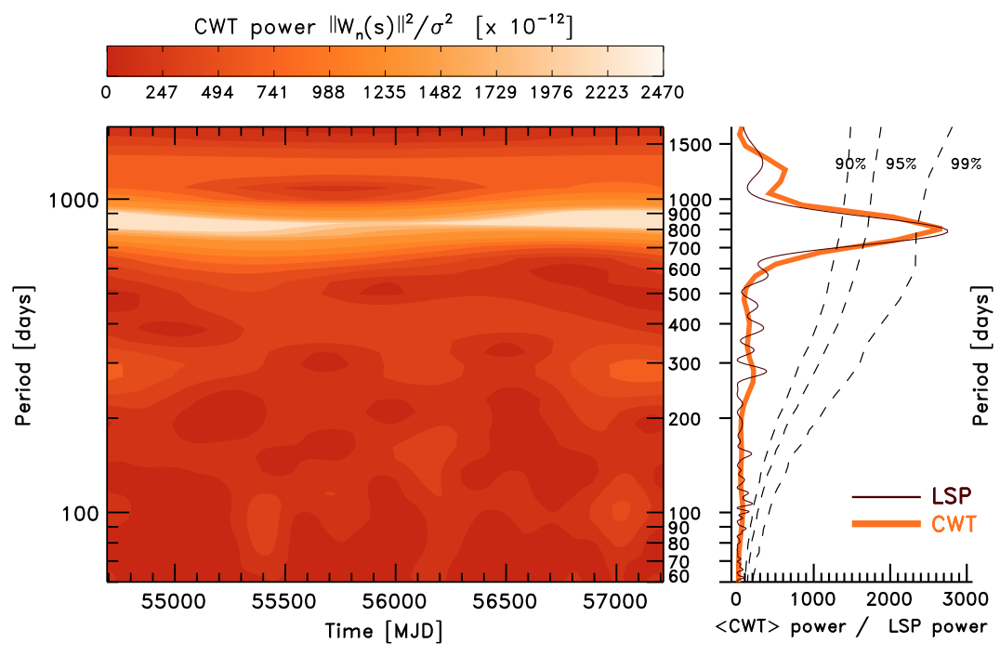 CWT power ||Wₙ(s)||²/σ² [x 10⁻¹²]
0 247 494 741 988 1235 1482 1729 1976 2223 2470
1000
100
Period [days]
55000 55500 56000 56500 57000
Time [MJD]
1500
1000
900
800
700
600
500
400
300
200
100
90
80
70
60
90% 95% 99%
Period [days]
LSP
CWT
0 1000 2000 3000
<CWT> power / LSP power